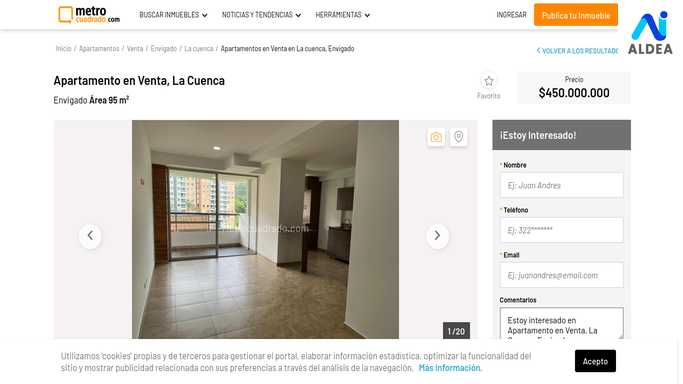 metro
cuadrado.com
BUSCAR INMUEBLES
NOTICIAS Y TENDENCIAS
HERRAMIENTAS
INGRESAR
Publica tu Inmueble
ALDEA
Inicio / Apartamentos / Venta / Envigado / La cuenca / Apartamentos en Venta en La cuenca, Envigado
VOLVER A LOS RESULTADO
Apartamento en Venta, La Cuenca
Envigado Área 95 m²
Favorito
Precio
$450.000.000
¡Estoy Interesado!
* Nombre
Ej: Juan Andres
* Teléfono
Ej: 322*******
* Email
Ej: juanandres@email.com
Comentarios
Estoy interesado en
Apartamento en Venta, La
1 / 20
Utilizamos 'cookies' propias y de terceros para gestionar el portal, elaborar información estadística, optimizar la funcionalidad del
sitio y mostrar publicidad relacionada con sus preferencias a través del análisis de la navegación. Más información.
Acepto